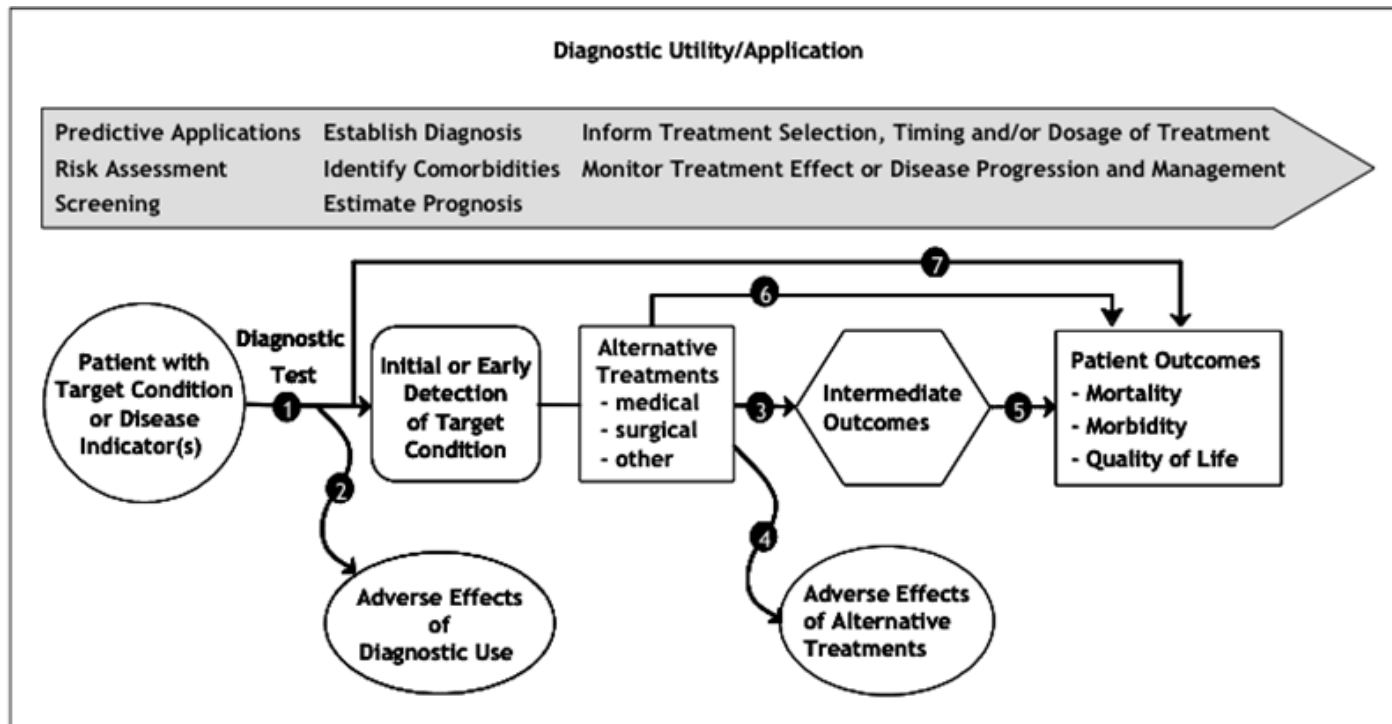 Diagnostic Utility/Application
Predictive Applications
Risk Assessment
Screening
Establish Diagnosis
Identify Comorbidities
Estimate Prognosis
Inform Treatment Selection, Timing and/or Dosage of Treatment
Monitor Treatment Effect or Disease Progression and Management
Patient with
Target Condition
or Disease
Indicator(s)
Diagnostic
Test
1
2
Adverse Effects
of
Diagnostic Use
Initial or Early
Detection
of Target
Condition
Alternative
Treatments
- medical
- surgical
- other
3
4
Adverse Effects
of Alternative
Treatments
Intermediate
Outcomes
5
6
7
Patient Outcomes
- Mortality
- Morbidity
- Quality of Life